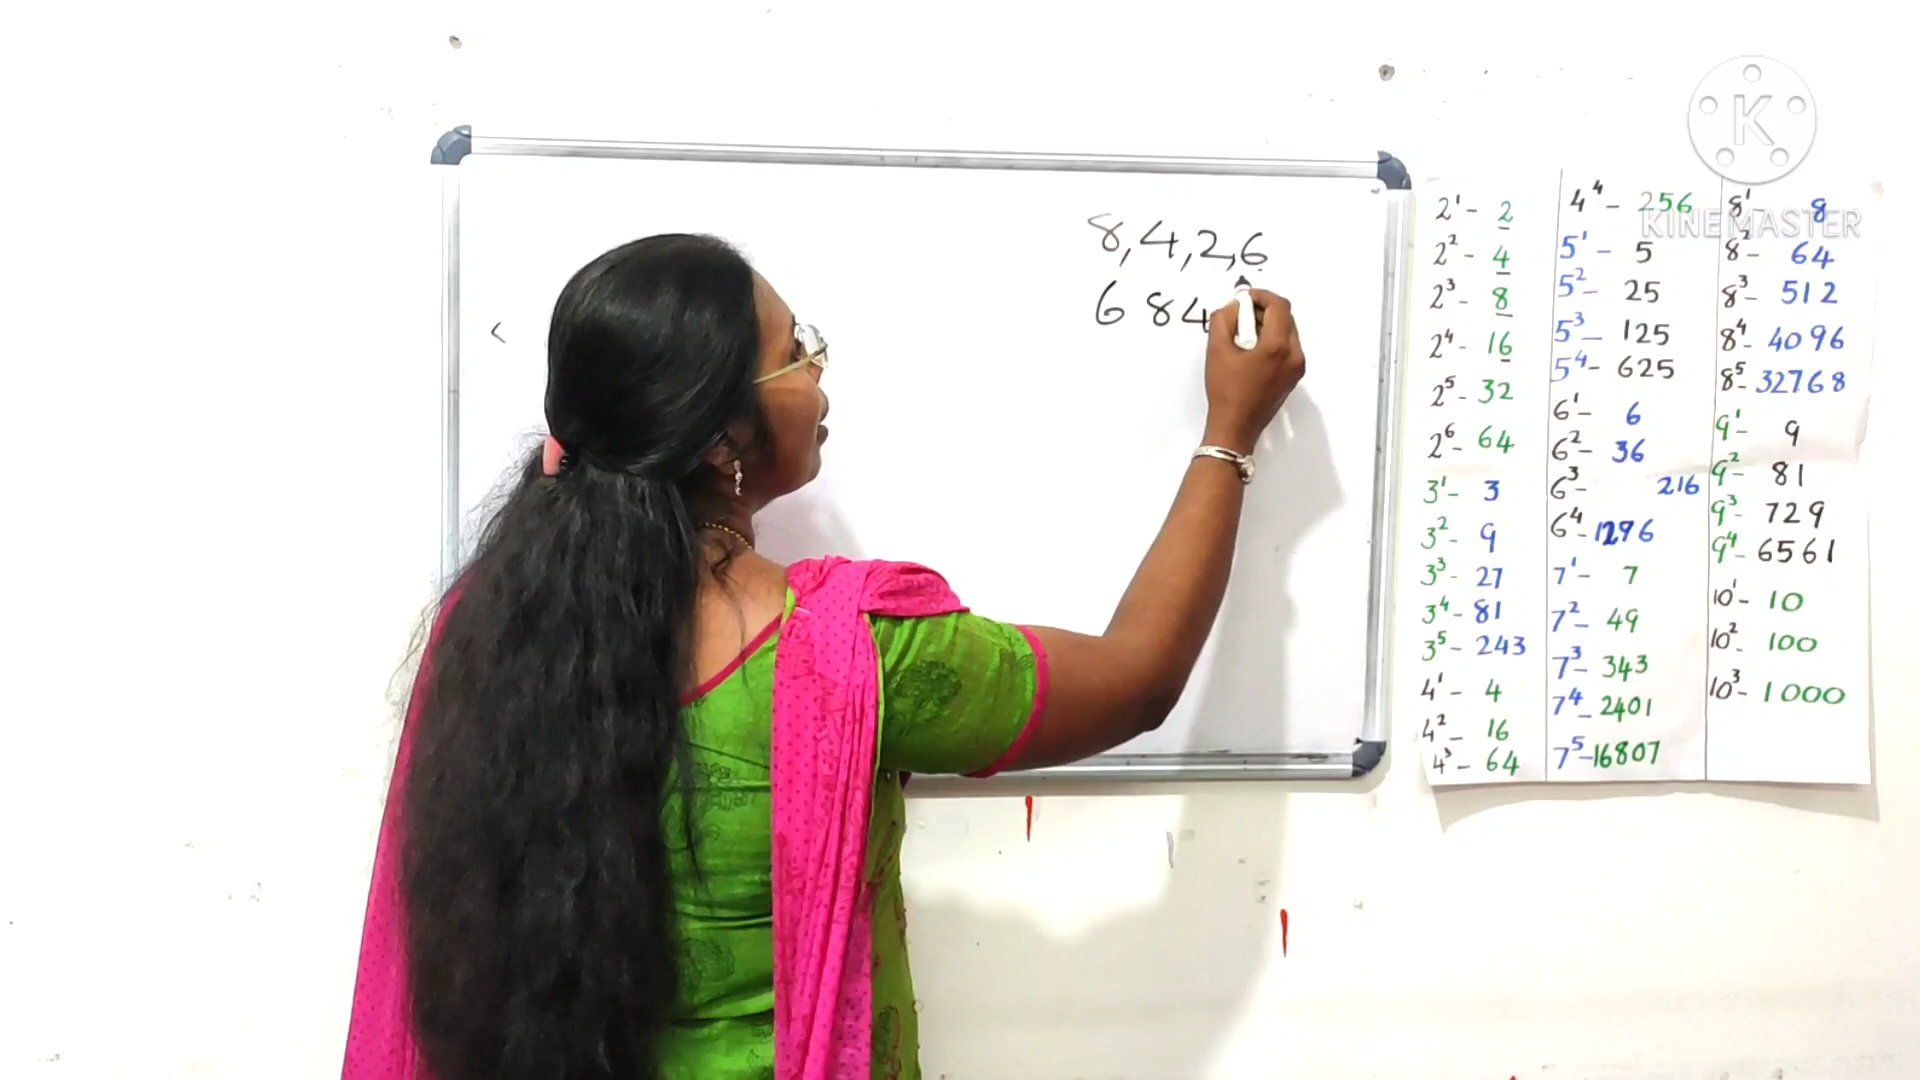 8,4,2,6
6 84
2¹ - 2
2² - 4
2³ - 8
2⁴ - 16
2⁵ - 32
2⁶ - 64
3¹ - 3
3² - 9
3³ - 27
3⁴ - 81
3⁵ - 243
4¹ - 4
4² - 16
4³ - 64
4⁴ - 256
5¹ - 5
5² - 25
5³ - 125
5⁴ - 625
6¹ - 6
6² - 36
6³ - 216
6⁴ - 1296
7¹ - 7
7² - 49
7³ - 343
7⁴ - 2401
7⁵ - 16807
8¹ - 8
8² - 64
8³ - 512
8⁴ - 4096
8⁵ - 32768
9¹ - 9
9² - 81
9³ - 729
9⁴ - 6561
10¹ - 10
10² - 100
10³ - 1000
K
KINEMASTER